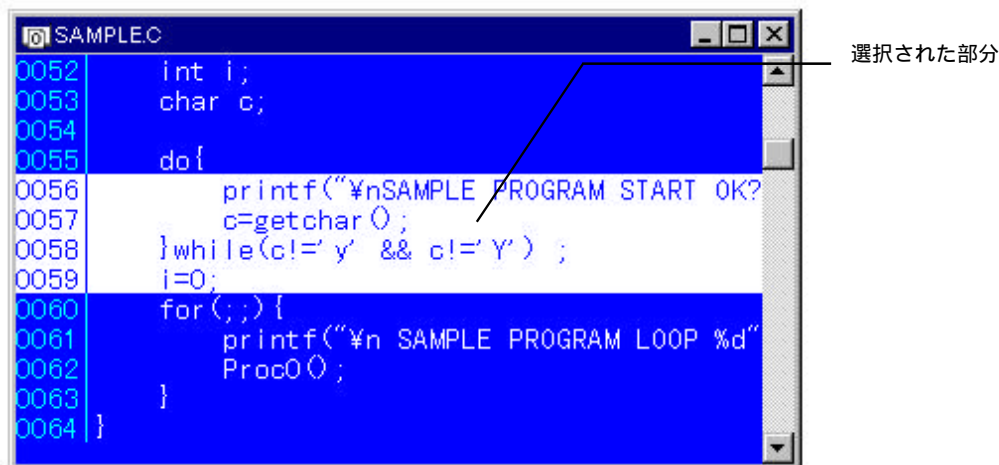 SAMPLE.C
選択された部分
0052 int i;
0053 char c;
0054
0055 do{
0056 printf("¥nSAMPLE PROGRAM START OK?
0057 c=getchar();
0058 }while(c!='y' && c!='Y') ;
0059 i=0;
0060 for(;;){
0061 printf("¥n SAMPLE PROGRAM LOOP %d"
0062 Proc0();
0063 }
0064 }